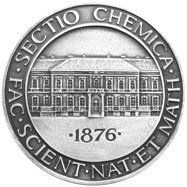 SECTIO CHEMICA·
FAC·SCIENT·NAT·ET MATH·
·1876·